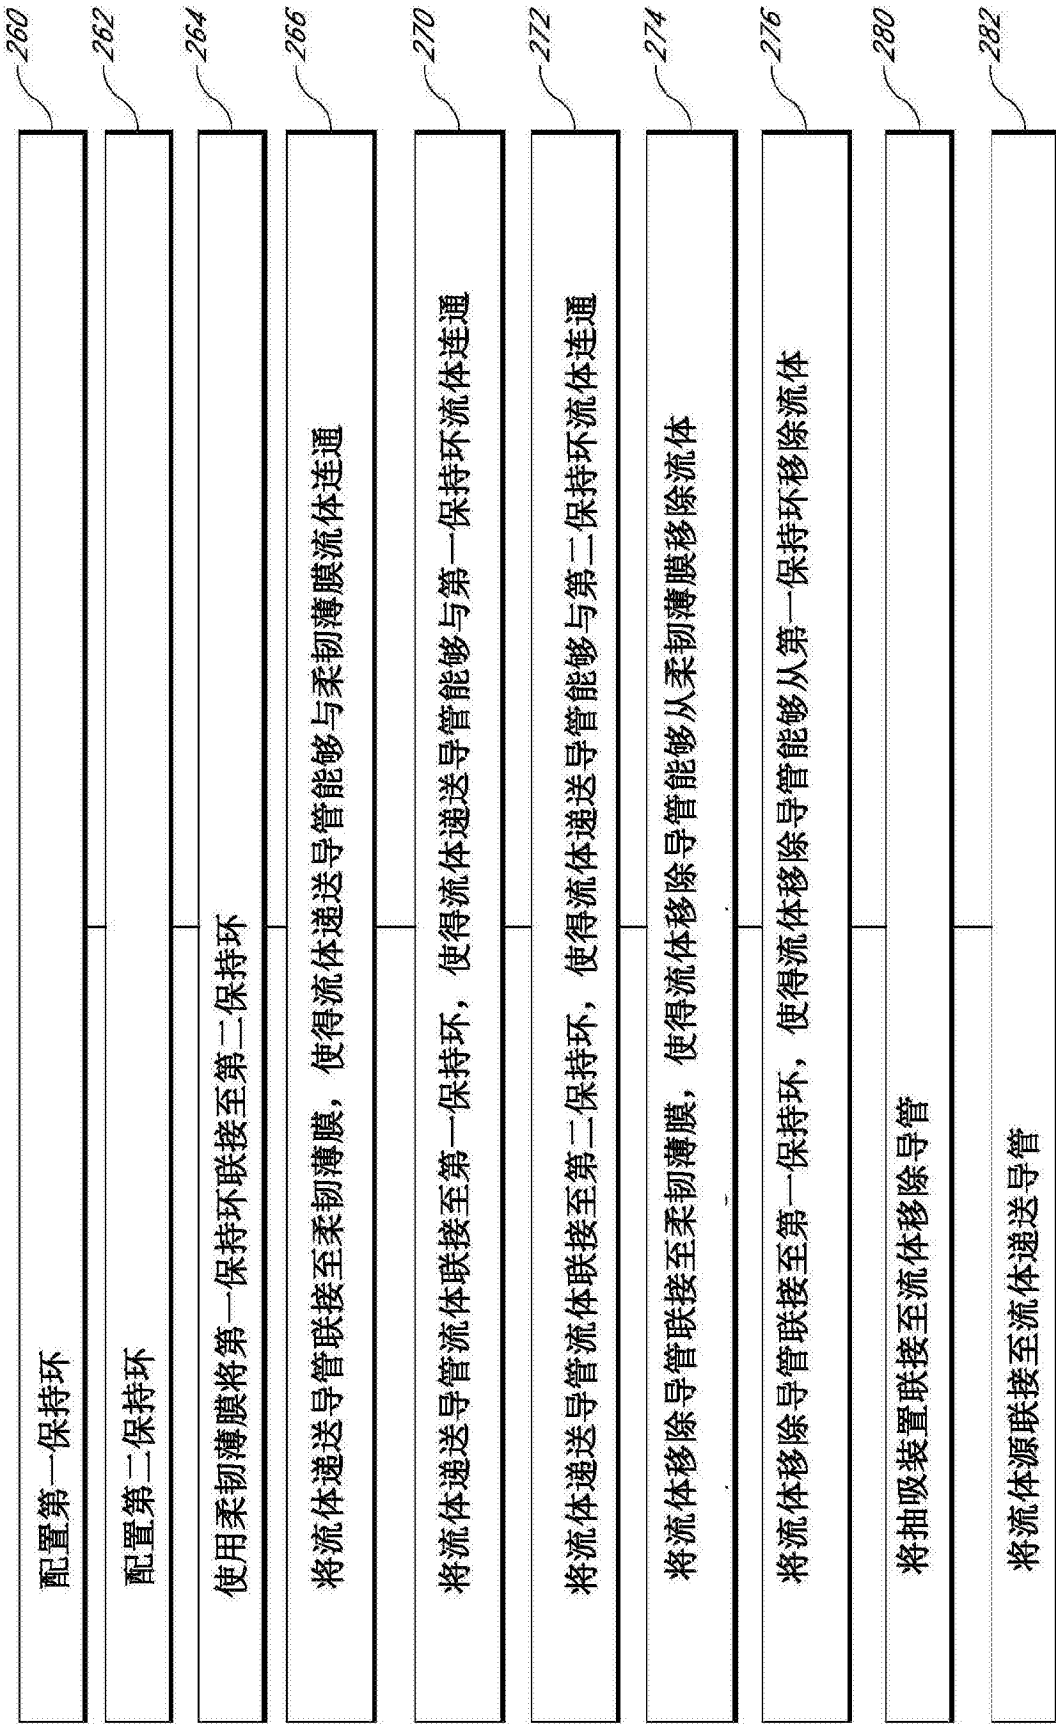 配置第一保持环
260
配置第二保持环
262
使用柔韧薄膜将第一保持环联接至第二保持环
264
将流体递送导管联接至柔韧薄膜，使得流体递送导管能够与柔韧薄膜流体连通
266
将流体递送导管流体联接至第一保持环，使得流体递送导管能够与第一保持环流体连通
270
将流体递送导管流体联接至第二保持环，使得流体递送导管能够与第二保持环流体连通
272
将流体移除导管联接至柔韧薄膜，使得流体移除导管能够从柔韧薄膜移除流体
274
将流体移除导管联接至第一保持环，使得流体移除导管能够从第一保持环移除流体
276
将抽吸装置联接至流体移除导管
280
将流体源联接至流体递送导管
282